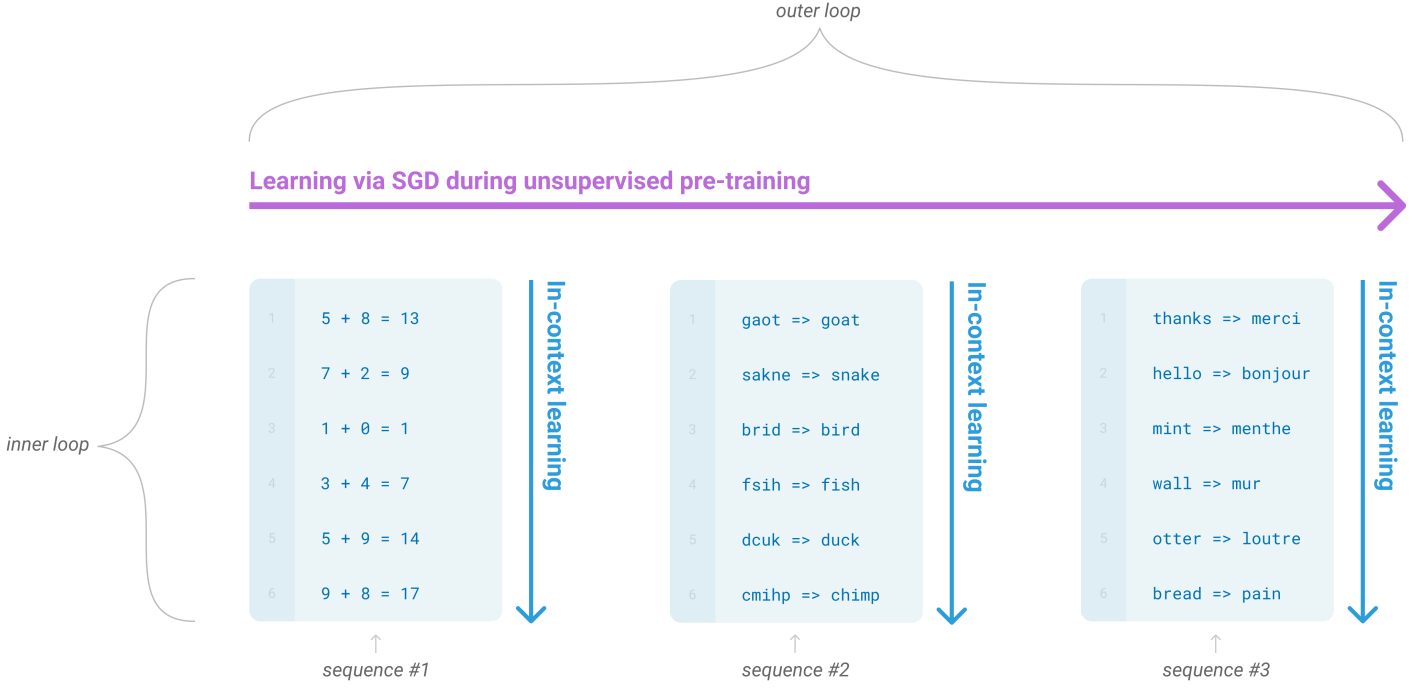 outer loop
Learning via SGD during unsupervised pre-training
inner loop
1 5 + 8 = 13
2 7 + 2 = 9
3 1 + 0 = 1
4 3 + 4 = 7
5 5 + 9 = 14
6 9 + 8 = 17
In-context learning
sequence #1
1 gaot => goat
2 sakne => snake
3 brid => bird
4 fsih => fish
5 dcuk => duck
6 cmihp => chimp
In-context learning
sequence #2
1 thanks => merci
2 hello => bonjour
3 mint => menthe
4 wall => mur
5 otter => loutre
6 bread => pain
In-context learning
sequence #3